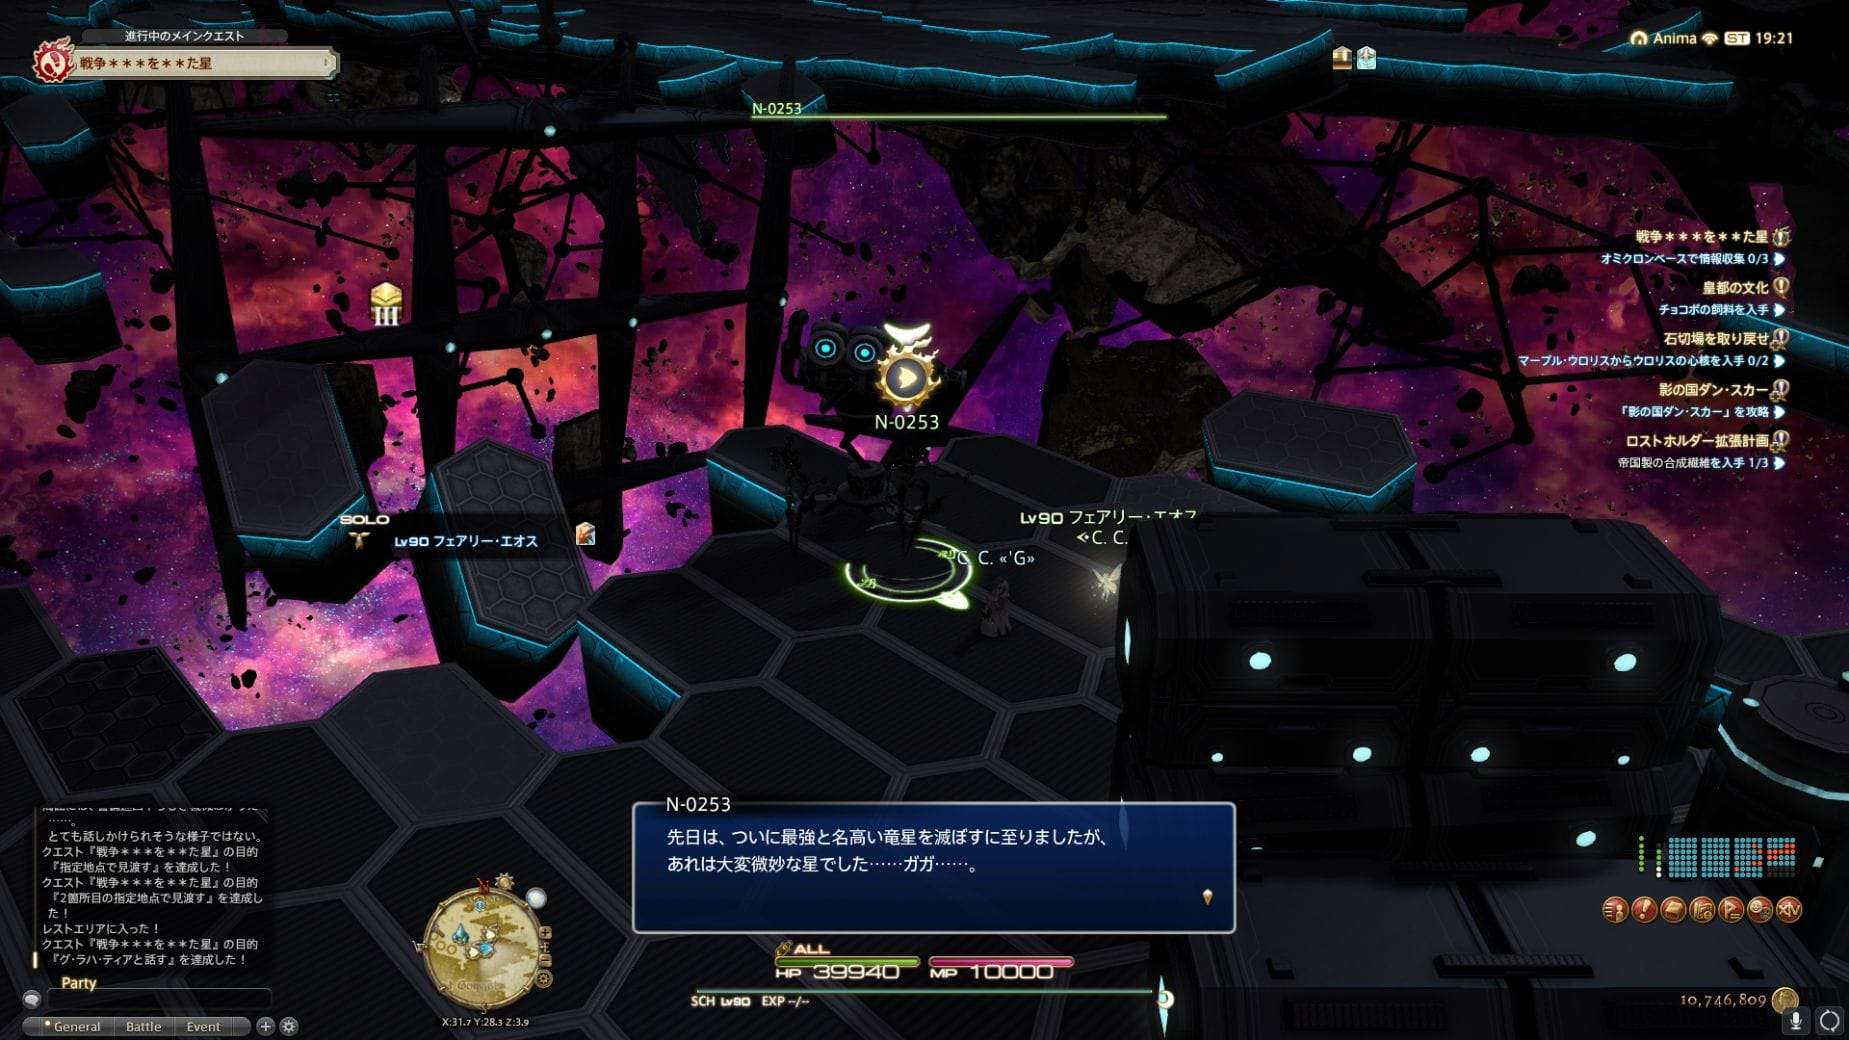 進行中のメインクエスト
戦争＊＊＊を＊＊た星
Anima ST 19:21
N-0253
戦争＊＊＊を＊＊た星
オミクロンベースで情報収集 0/3
皇都の文化
チョコボの飼料を入手
石切場を取り戻せ
マーブル・ウロリスからウロリスの心核を入手 0/2
影の国ダン・スカー
『影の国ダン・スカー』を攻略
ロストホルダー拡張計画
帝国製の合成繊維を入手 1/3
III
N-0253
SOLO
Lv90 フェアリー・エオス
Lv90 フェアリー・エオス
C. C.
C. C. «'G»
……。
とても話しかけられそうな様子ではない。
クエスト『戦争＊＊＊を＊＊た星』の目的
『指定地点で見渡す』を達成した！
クエスト『戦争＊＊＊を＊＊た星』の目的
『2箇所目の指定地点で見渡す』を達成し
た！
レストエリアに入った！
クエスト『戦争＊＊＊を＊＊た星』の目的
『グ・ラハ・ティアと話す』を達成した！
Party
General Battle Event
N
X:31.7 Y:28.3 Z:3.9
N-0253
先日は、ついに最強と名高い竜星を滅ぼすに至りましたが、
あれは大変微妙な星でした……ガガ……。
ALL
HP 39940 MP 10000
SCH Lv90 EXP --/--
XIV
10,746,809